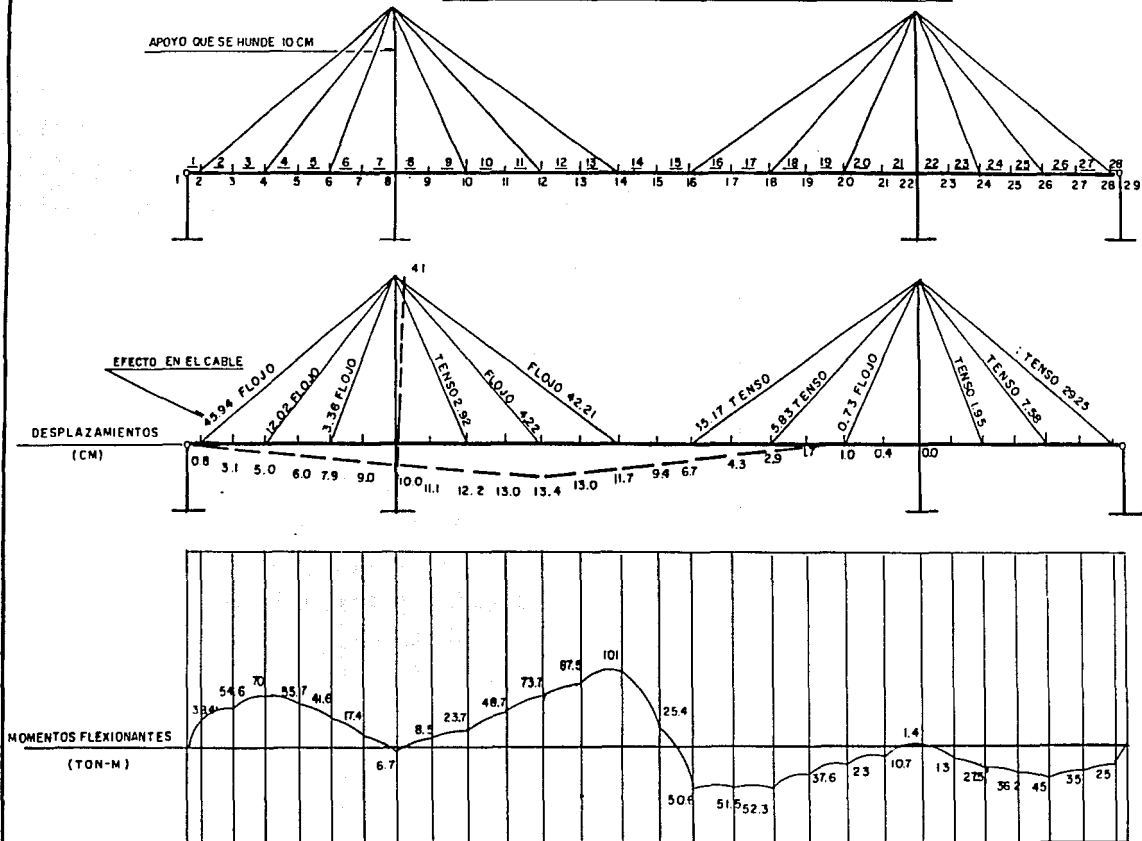 APOYO QUE SE HUNDE 10 CM
1 2 3 4 5 6 7 8 9 10 11 12 13 14 15 16 17 18 19 20 21 22 23 24 25 26 27 28
1 2 3 4 5 6 7 8 9 10 11 12 13 14 15 16 17 18 19 20 21 22 23 24 25 26 27 28 29
41
EFECTO EN EL CABLE
45.94 FLOJO
12.02 FLOJO
3.36 FLOJO
TENSO 2.92
FLOJO 4.22
FLOJO 42.21
35.17 TENSO
5.83 TENSO
0.73 FLOJO
TENSO 1.95
TENSO 7.58
TENSO 29.25
DESPLAZAMIENTOS
(CM)
0.8 3.1 5.0 6.0 7.9 9.0 10.0 11.1 12.2 13.0 13.4 13.0 11.7 9.4 6.7 4.3 2.9 1.7 1.0 0.4 0.0
54.6 70 55.7 41.6 17.4 6.7 8.5 23.7 48.7 73.7 87.5 101 25.4 50.6 51.5 52.3 37.6 23 10.7 1.4 13 27.5 36.2 45 35 25
MOMENTOS FLEXIONANTES
(TON-M)